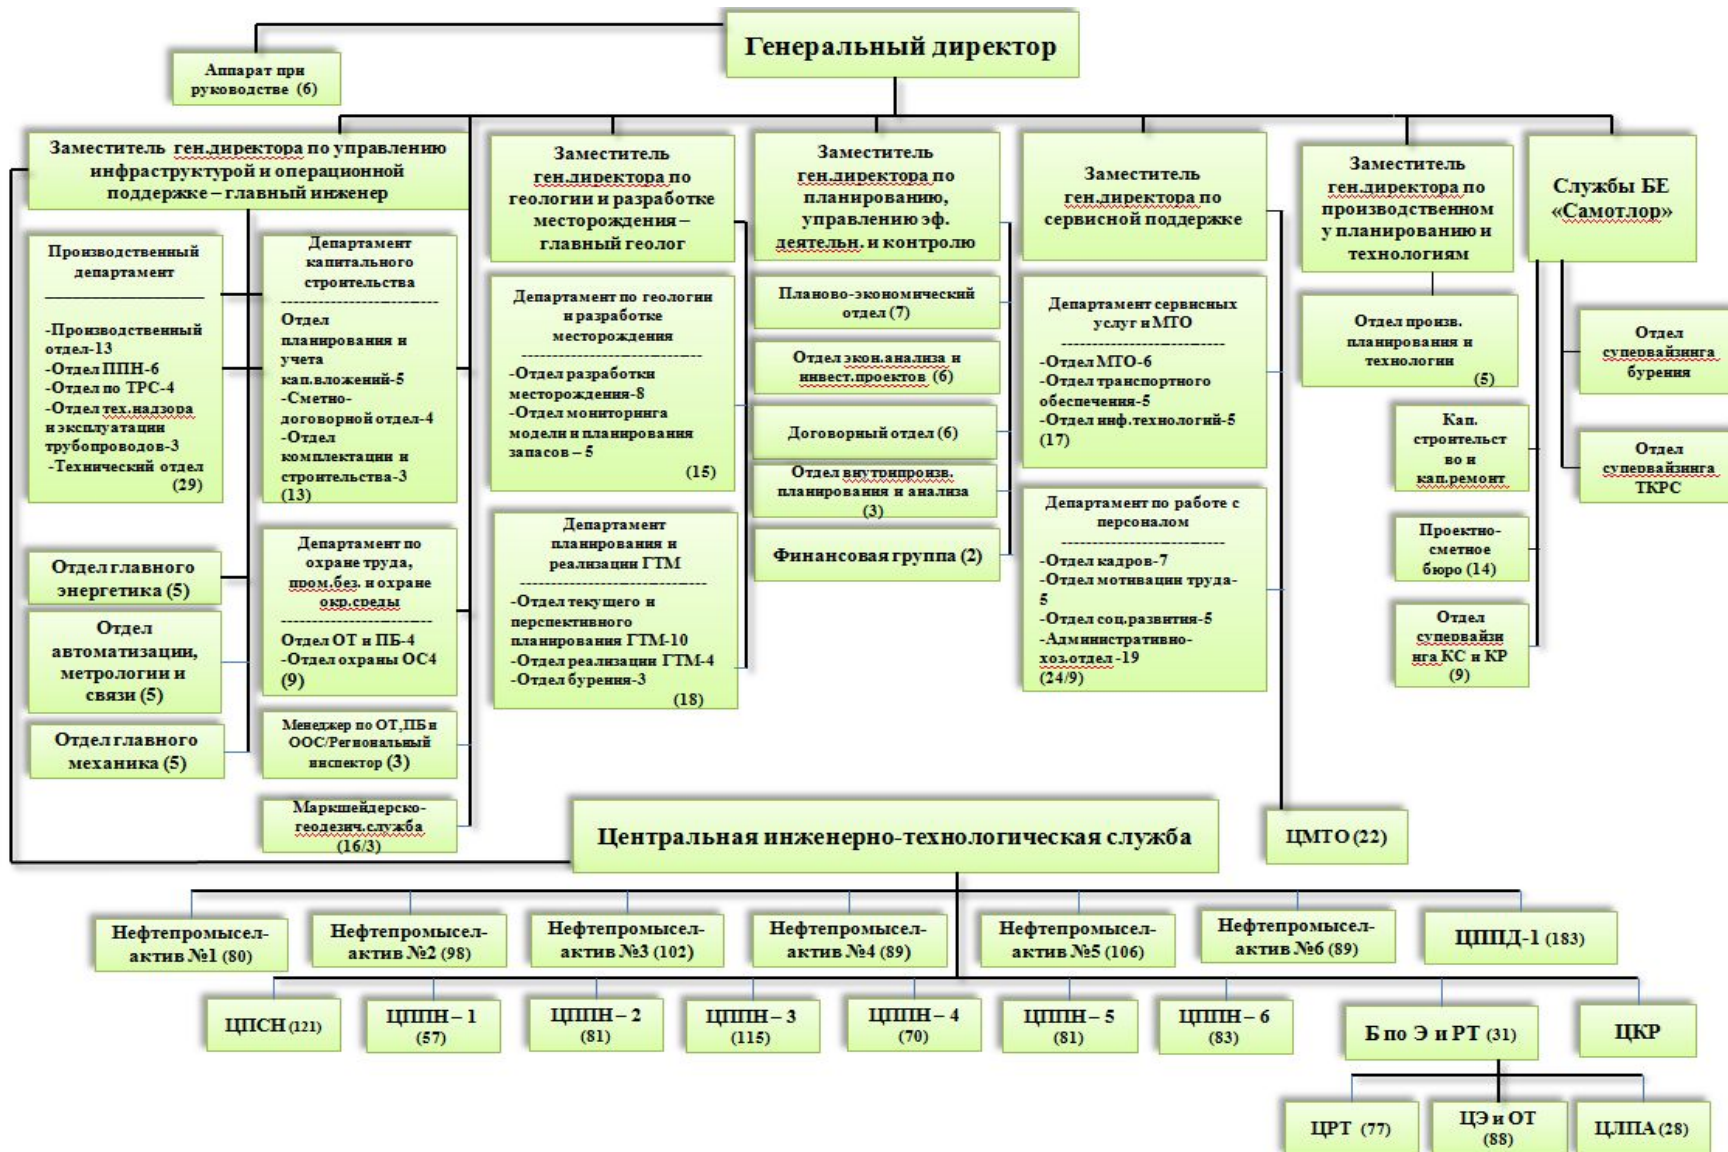 Генеральный директор
Аппарат при
руководстве (6)
Заместитель ген.директора по управлению
инфраструктурой и операционной
поддержке – главный инженер
Производственный
департамент
-Производственный
отдел-13
-Отдел ППН-6
-Отдел по ТРС-4
-Отдел тех.надзора
и эксплуатации
трубопроводов-3
-Технический отдел
(29)
Отдел главного
энергетика (5)
Отдел
автоматизации,
метрологии и
связи (5)
Отдел главного
механика (5)
Департамент
капитального
строительства
-------------------------
Отдел
планирования и
учета
кап.вложений-5
-Сметно-
договорной отдел-4
-Отдел
комплектации и
строительства-3
(13)
Департамент по
охране труда,
пром.без. и охране
окр.среды
-------------------------
Отдел ОТ и ПБ-4
-Отдел охраны ОС4
(9)
Менеджер по ОТ,ПБ и
ООС/Региональный
инспектор (3)
Маркшейдерско-
геодезич.служба
(16/3)
Заместитель
ген.директора по
геологии и разработке
месторождения –
главный геолог
Департамент по геологии
и разработке
месторождения
-----------------------------
-Отдел разработки
месторождения-8
-Отдел мониторинга
модели и планирования
запасов – 5
(15)
Департамент
планирования и
реализации ГТМ
------------------------------
-Отдел текущего и
перспективного
планирования ГТМ-10
-Отдел реализации ГТМ-4
-Отдел бурения-3
(18)
Заместитель
ген.директора по
планированию,
управлению эф.
деятельн. и контролю
Планово-экономический
отдел (7)
Отдел экон.анализа и
инвест.проектов (6)
Договорный отдел (6)
Отдел внутрипроизв.
планирования и анализа
(3)
Финансовая группа (2)
Заместитель
ген.директора по
сервисной поддержке
Департамент сервисных
услуг и МТО
--------------------------
-Отдел МТО-6
-Отдел транспортного
обеспечения-5
-Отдел инф.технологий-5
(17)
Департамент по работе с
персоналом
--------------------------
-Отдел кадров-7
-Отдел мотивации труда-
5
-Отдел соц.развития-5
-Административно-
хоз.отдел -19
(24/9)
Заместитель
ген.директора по
производственном
у планированию и
технологиям
Отдел произв.
планирования и
технологии
(5)
Службы БЕ
«Самотлор»
Отдел
супервайзинга
бурения
Отдел
супервайзинга
ТКРС
Кап.
строительст
во и
кап.ремонт
Проектно-
сметное
бюро (14)
Отдел
супервайзи
нга КС и КР
(9)
Центральная инженерно-технологическая служба
ЦМТО (22)
Нефтепромысел-
актив №1 (80)
Нефтепромысел-
актив №2 (98)
Нефтепромысел-
актив №3 (102)
Нефтепромысел-
актив №4 (89)
Нефтепромысел-
актив №5 (106)
Нефтепромысел-
актив №6 (89)
ЦППД-1 (183)
ЦПСН (121)
ЦППН – 1
(57)
ЦППН – 2
(81)
ЦППН – 3
(115)
ЦППН – 4
(70)
ЦППН – 5
(81)
ЦППН – 6
(83)
Б по Э и РТ (31)
ЦКР
ЦРТ (77)
ЦЭ и ОТ
(88)
ЦЛПА (28)